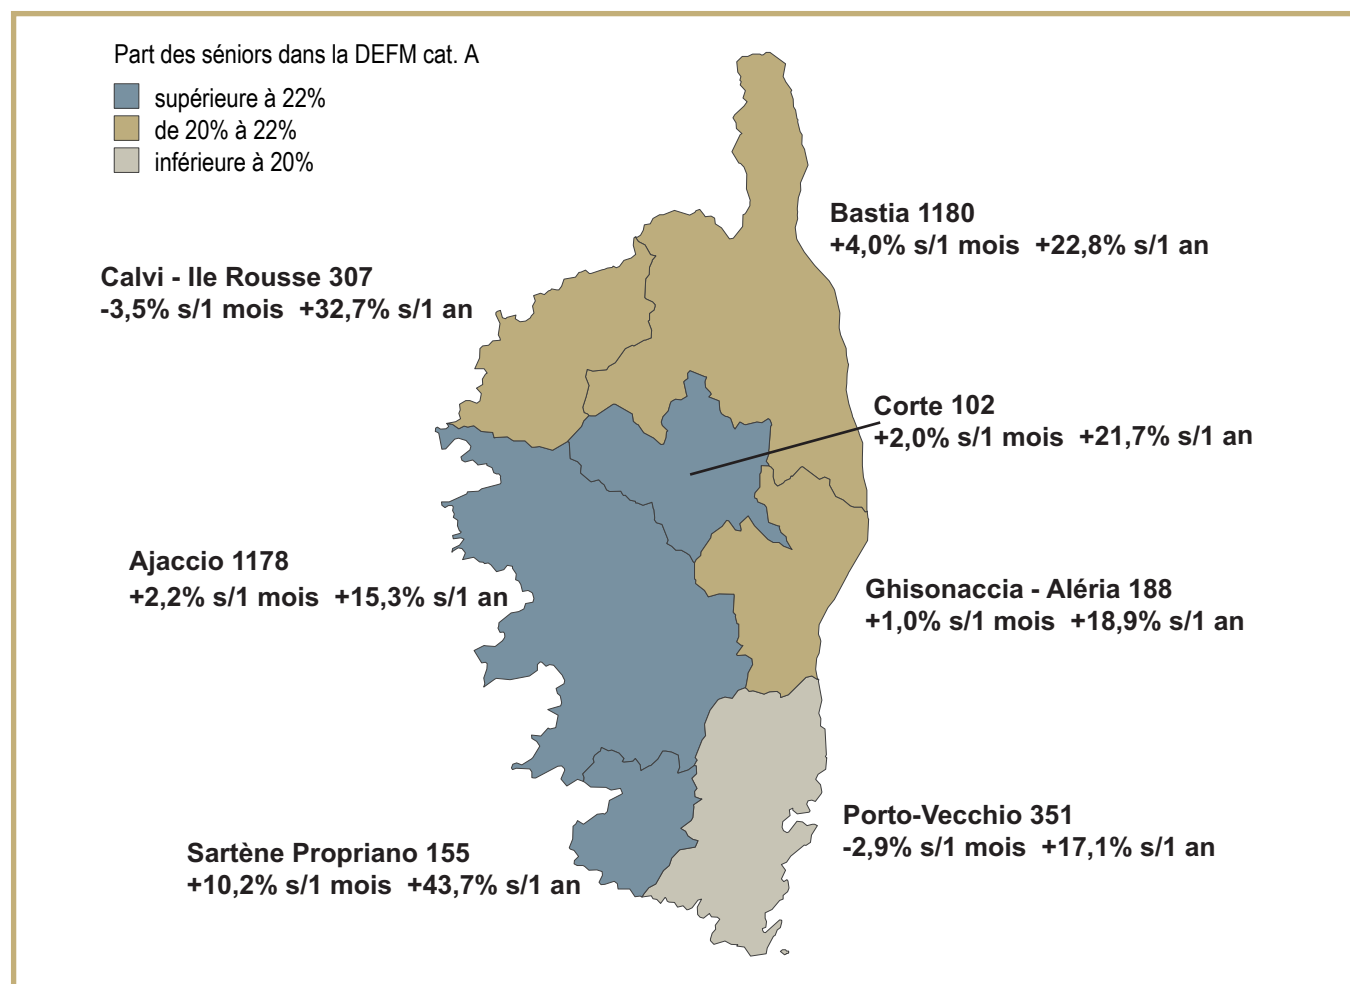 Part des séniors dans la DEFM cat. A
supérieure à 22%
de 20% à 22%
inférieure à 20%
Bastia 1180
+4,0% s/1 mois +22,8% s/1 an
Calvi - Ile Rousse 307
-3,5% s/1 mois +32,7% s/1 an
Corte 102
+2,0% s/1 mois +21,7% s/1 an
Ajaccio 1178
+2,2% s/1 mois +15,3% s/1 an
Ghisonaccia - Aléria 188
+1,0% s/1 mois +18,9% s/1 an
Porto-Vecchio 351
-2,9% s/1 mois +17,1% s/1 an
Sartène Propriano 155
+10,2% s/1 mois +43,7% s/1 an